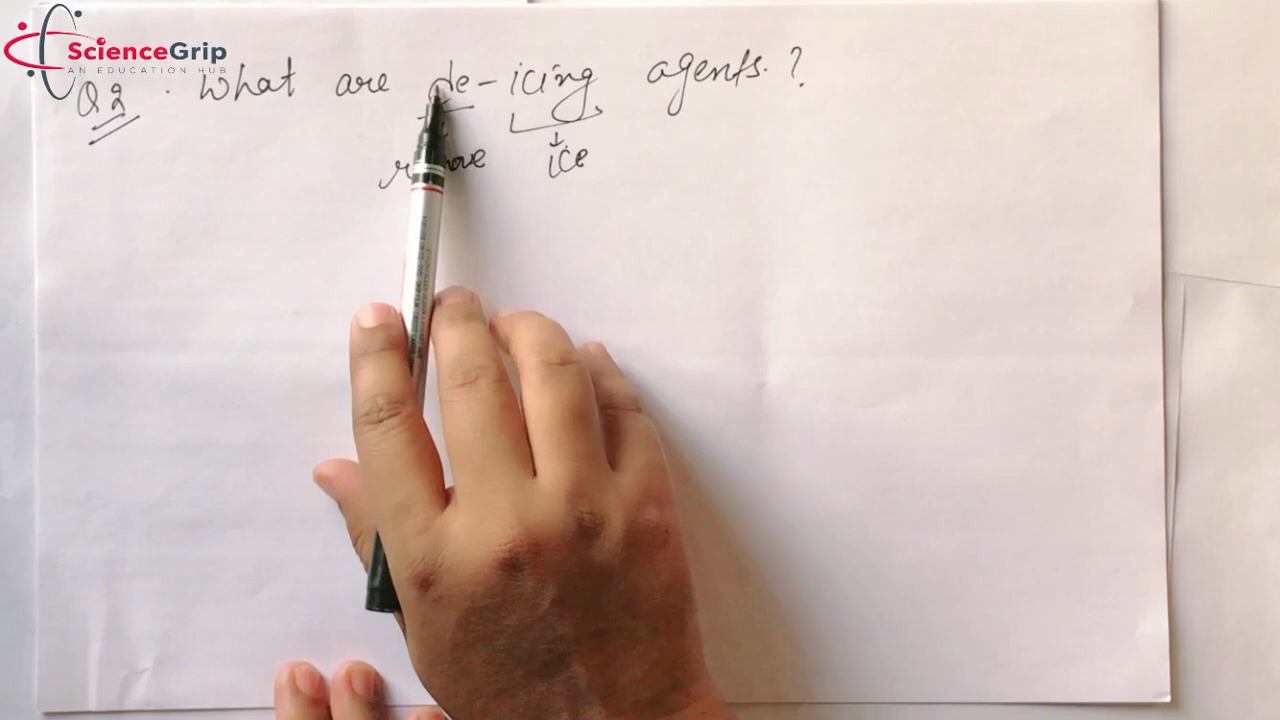 ScienceGrip
AN EDUCATION HUB
Q2. What are de-icing agents.?
ice